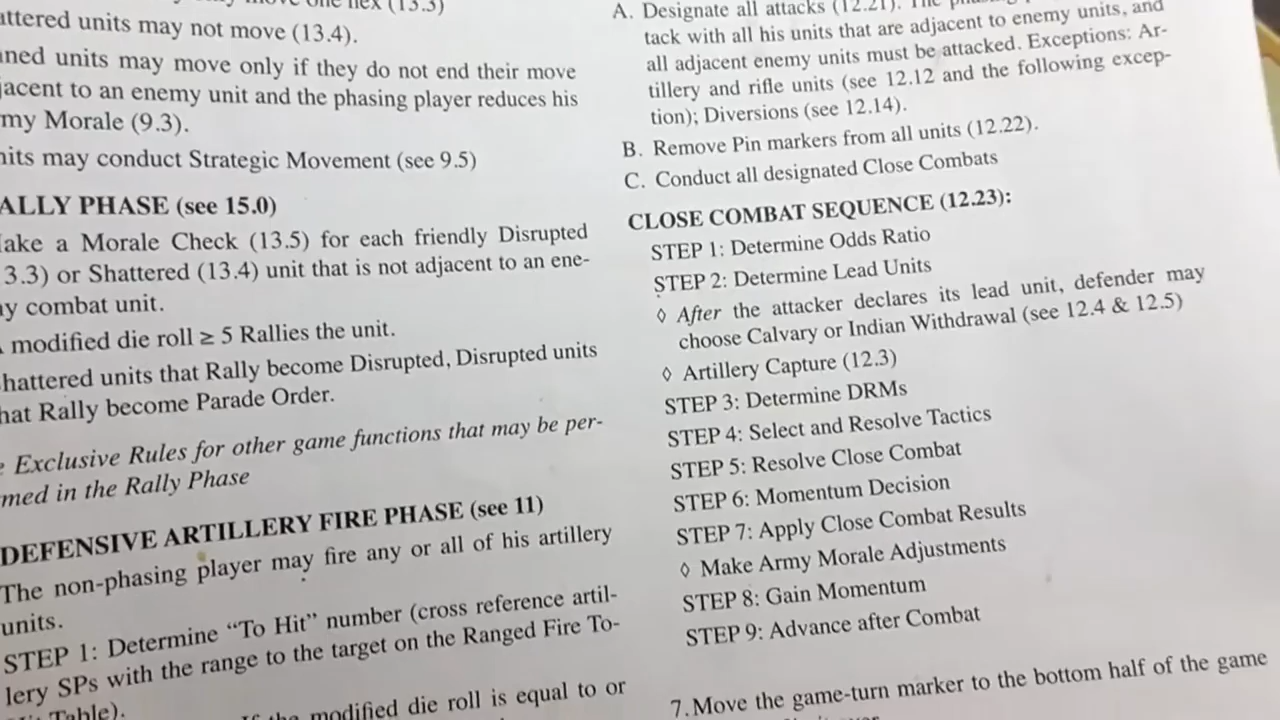 one hex (13.3)
ttered units may not move (13.4).
ned units may move only if they do not end their move
jacent to an enemy unit and the phasing player reduces his
my Morale (9.3).
nits may conduct Strategic Movement (see 9.5)
ALLY PHASE (see 15.0)
ake a Morale Check (13.5) for each friendly Disrupted
3.3) or Shattered (13.4) unit that is not adjacent to an ene-
y combat unit.
modified die roll ≥ 5 Rallies the unit.
hattered units that Rally become Disrupted, Disrupted units
hat Rally become Parade Order.
e Exclusive Rules for other game functions that may be per-
med in the Rally Phase
DEFENSIVE ARTILLERY FIRE PHASE (see 11)
The non-phasing player may fire any or all of his artillery
units.
STEP 1: Determine “To Hit” number (cross reference artil-
lery SPs with the range to the target on the Ranged Fire To-
Table).
modified die roll is equal to or
A. Designate all attacks (12.21). The
tack with all his units that are adjacent to enemy units, and
all adjacent enemy units must be attacked. Exceptions: Ar-
tillery and rifle units (see 12.12 and the following excep-
tion); Diversions (see 12.14).
B. Remove Pin markers from all units (12.22).
C. Conduct all designated Close Combats
CLOSE COMBAT SEQUENCE (12.23):
STEP 1: Determine Odds Ratio
STEP 2: Determine Lead Units
◊ After the attacker declares its lead unit, defender may
choose Calvary or Indian Withdrawal (see 12.4 & 12.5)
◊ Artillery Capture (12.3)
STEP 3: Determine DRMs
STEP 4: Select and Resolve Tactics
STEP 5: Resolve Close Combat
STEP 6: Momentum Decision
STEP 7: Apply Close Combat Results
◊ Make Army Morale Adjustments
STEP 8: Gain Momentum
STEP 9: Advance after Combat
7. Move the game-turn marker to the bottom half of the game